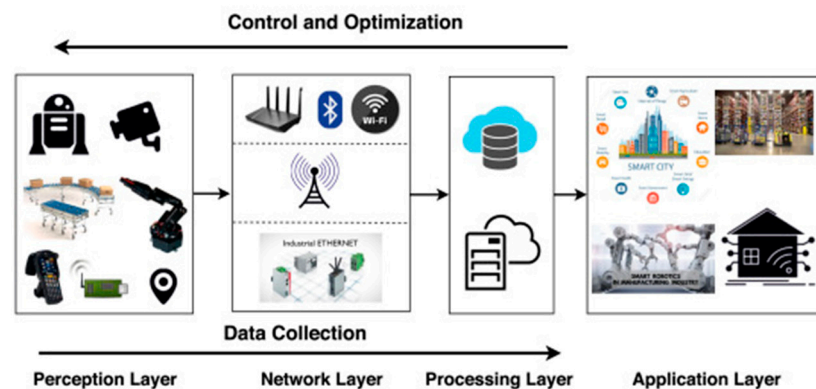 Control and Optimization
Wi-Fi
SMART CITY
Industrial ETHERNET
SMART ROBOTICS
IN MANUFACTURING INDUSTRY
Data Collection
Perception Layer
Network Layer
Processing Layer
Application Layer